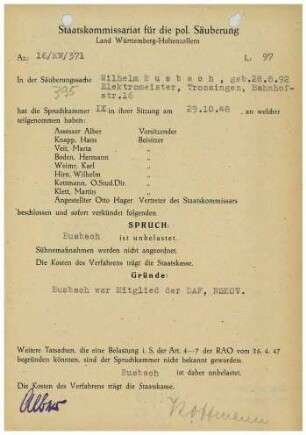 Staatskommissariat für die pol. Säuberung
Land Württemberg-Hohenzollern
Az: 16/KW/371 L: 97
In der Säuberungssache Wilhelm Busbach, geb.28.8.92
Elektromeister, Troosingen, Bahnhof-
str.16
395
hat die Spruchkammer IX in ihrer Sitzung am 29.10.48 , an welcher
teilgenommen haben:
Assessor Alber Vorsitzender
Knapp, Hans Beisitzer
Veit, Marta "
Boden, Hermann "
Weimr, Karl "
Hirn, Wilhelm "
Kotzmann, O.Stud.Dir. "
Klett, Martin "
Angestellter Otto Hager Vertreter des Staatskommissars
beschlossen und sofort verkündet folgenden
SPRUCH:
Busbach
ist unbelastet.
Sühnemaßnahmen werden nicht angeordnet.
Die Kosten des Verfahrens trägt die Staatskasse.
Gründe:
Busbach war Mitglied der DAF, NSKOV.
Weitere Tatsachen, die eine Belastung i. S. der Art. 4—7 der RAO vom 26. 4. 47
begründen könnten, sind der Spruchkammer nicht bekannt geworden.
Busbach ist daher unbelastet.
Die Kosten des Verfahrens trägt die Staatskasse.
Alber